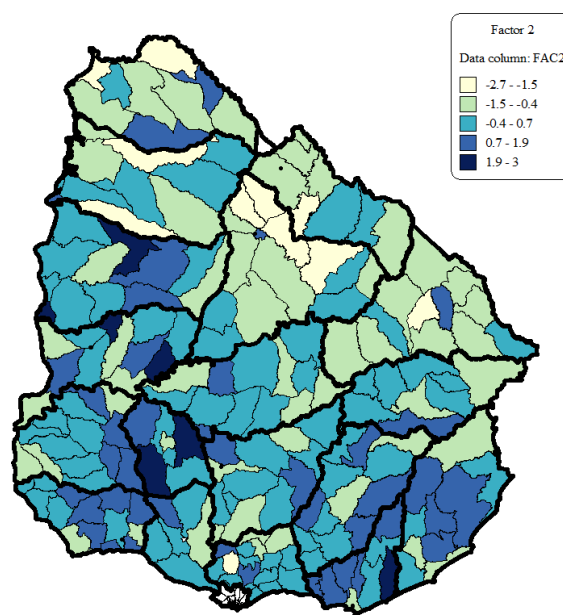 Factor 2
Data column: FAC2
-2.7 - -1.5
-1.5 - -0.4
-0.4 - 0.7
0.7 - 1.9
1.9 - 3